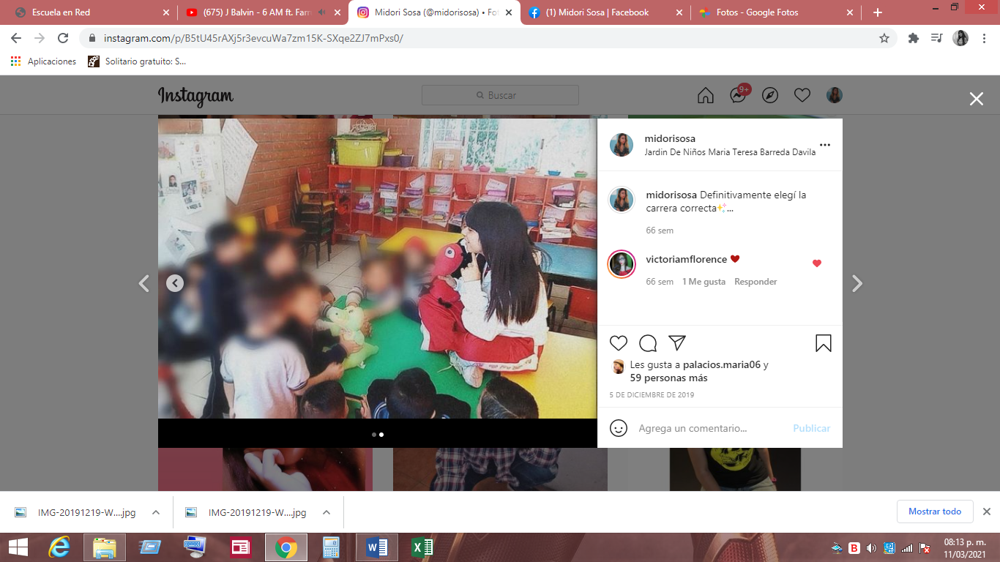 Escuela en Red
(675) J Balvin - 6 AM ft. Farr
Midori Sosa (@midorisosa) • Fo
(1) Midori Sosa | Facebook
Fotos - Google Fotos
instagram.com/p/B5tU45rAXj5r3evcuWa7zm15K-SXqe2ZJ7mPxs0/
Aplicaciones
Solitario gratuito: S...
Instagram
Buscar
9+
midorisosa
Jardin De Niños Maria Teresa Barreda Davila
midorisosa Definitivamente elegí la
carrera correcta✨...
66 sem
victoriamflorence ♥
66 sem 1 Me gusta Responder
Les gusta a palacios.maria06 y
59 personas más
5 DE DICIEMBRE DE 2019
Agrega un comentario... Publicar
IMG-20191219-W....jpg
IMG-20191219-W....jpg
Mostrar todo
08:13 p. m.
11/03/2021